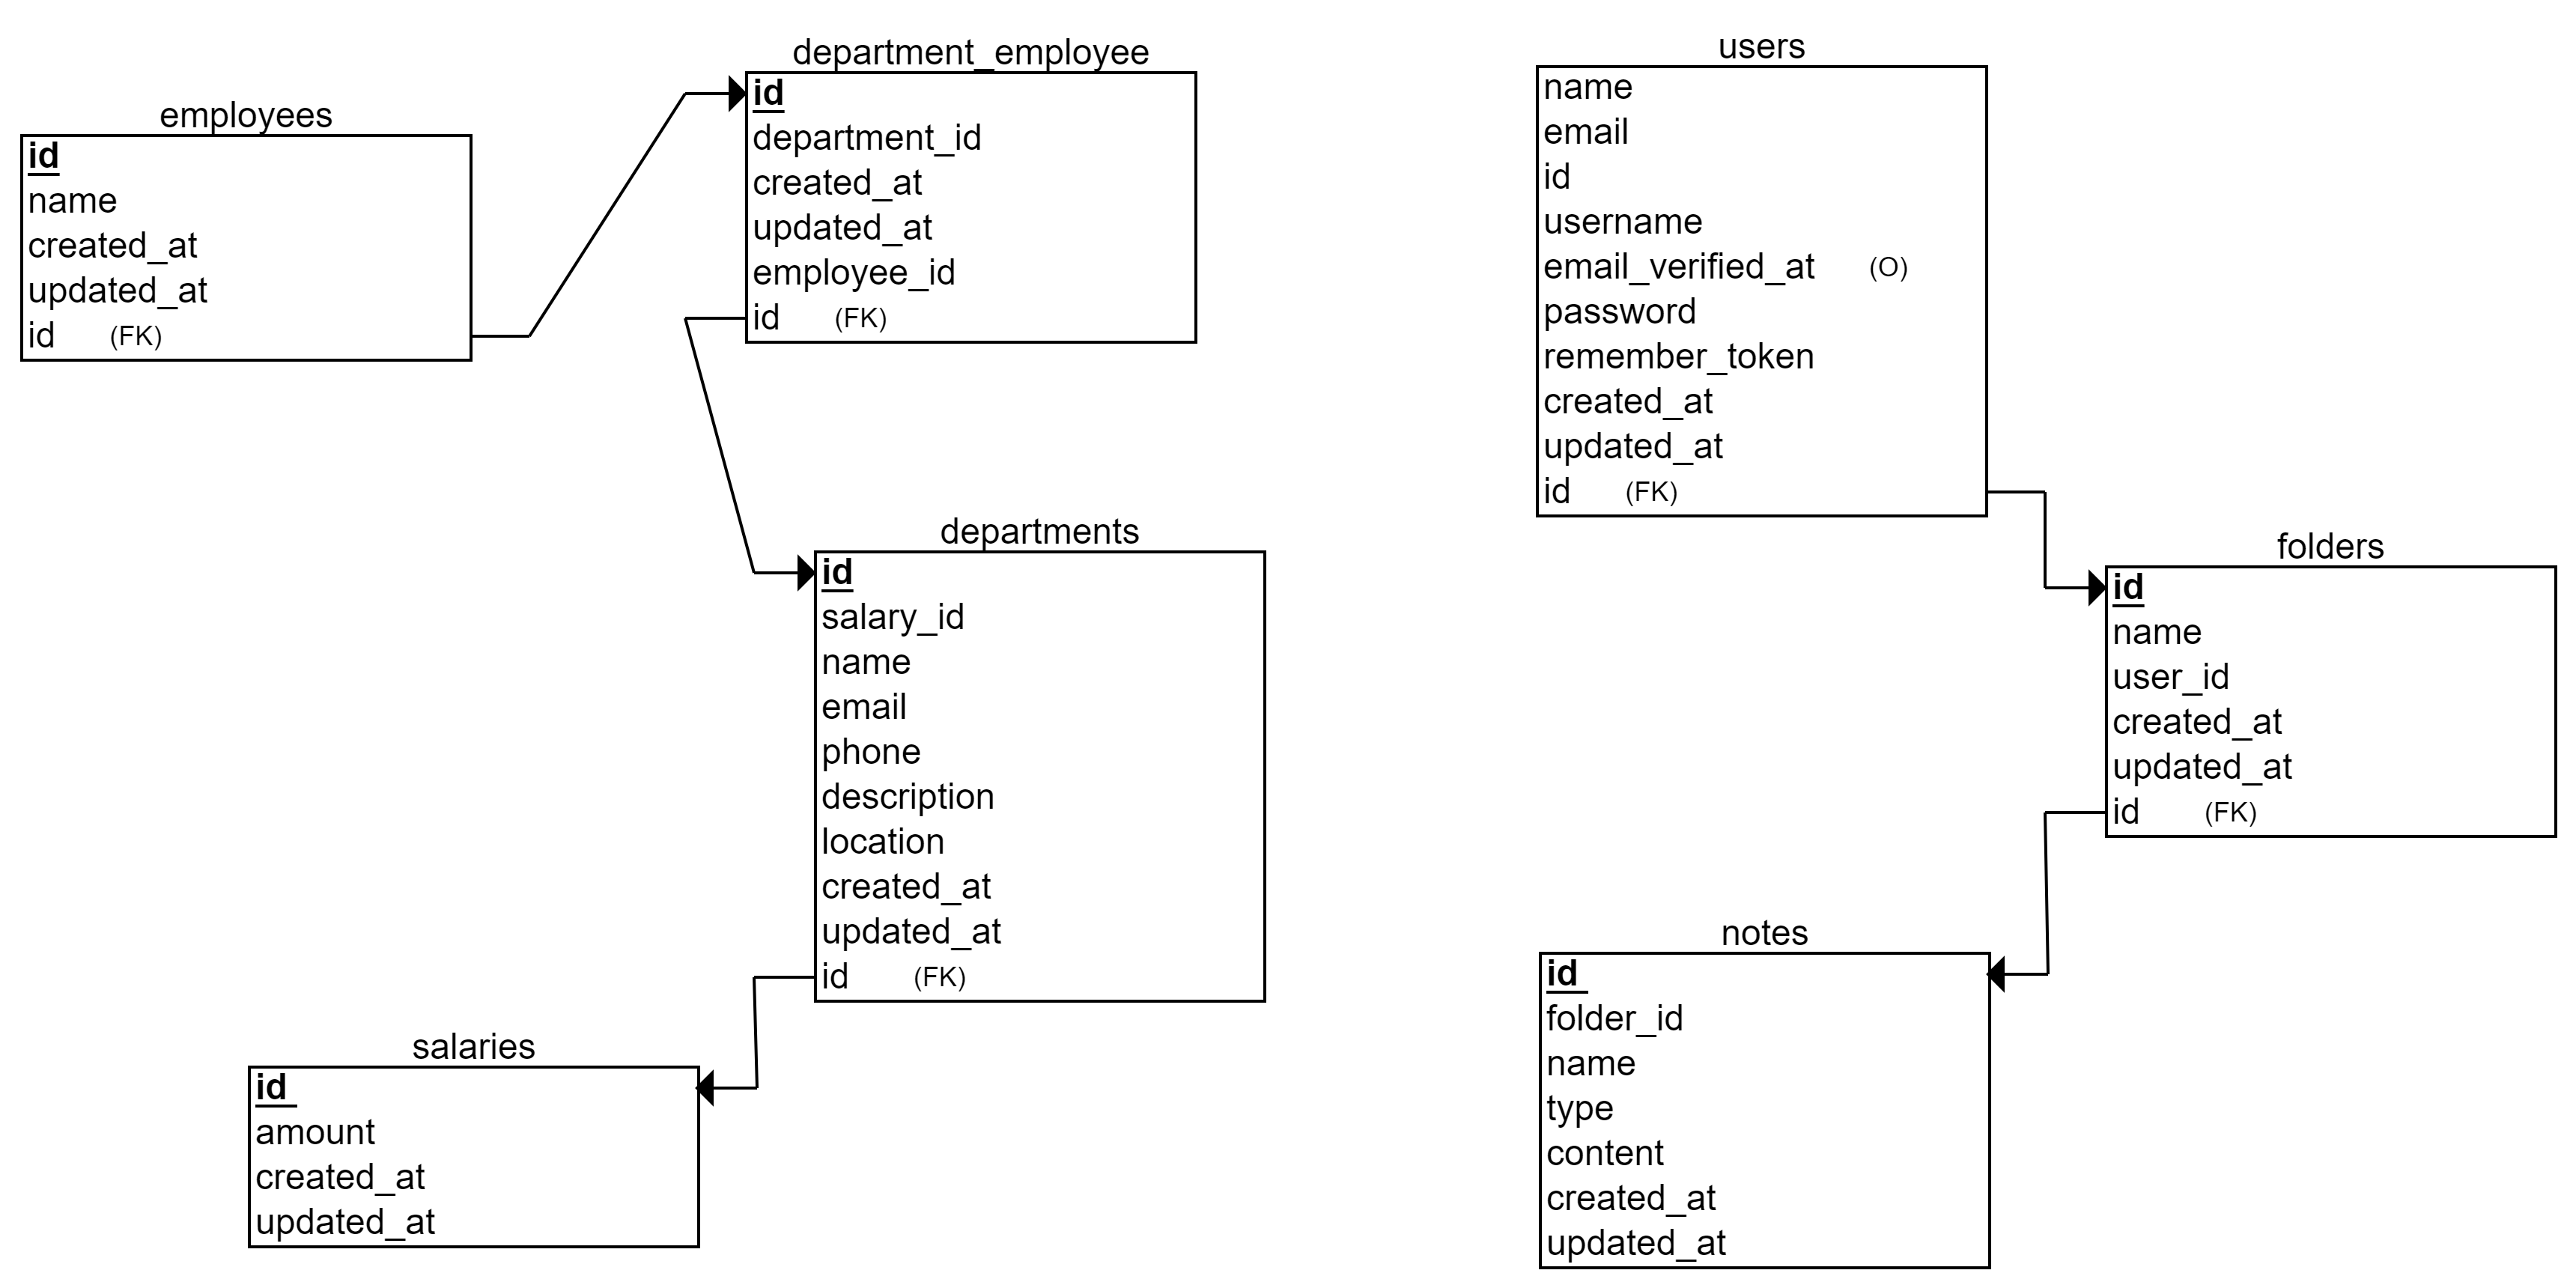 employees
id
name
created_at
updated_at
id (FK)
department_employee
id
department_id
created_at
updated_at
employee_id
id (FK)
departments
id
salary_id
name
email
phone
description
location
created_at
updated_at
id (FK)
salaries
id
amount
created_at
updated_at
users
name
email
id
username
email_verified_at (O)
password
remember_token
created_at
updated_at
id (FK)
folders
id
name
user_id
created_at
updated_at
id (FK)
notes
id
folder_id
name
type
content
created_at
updated_at